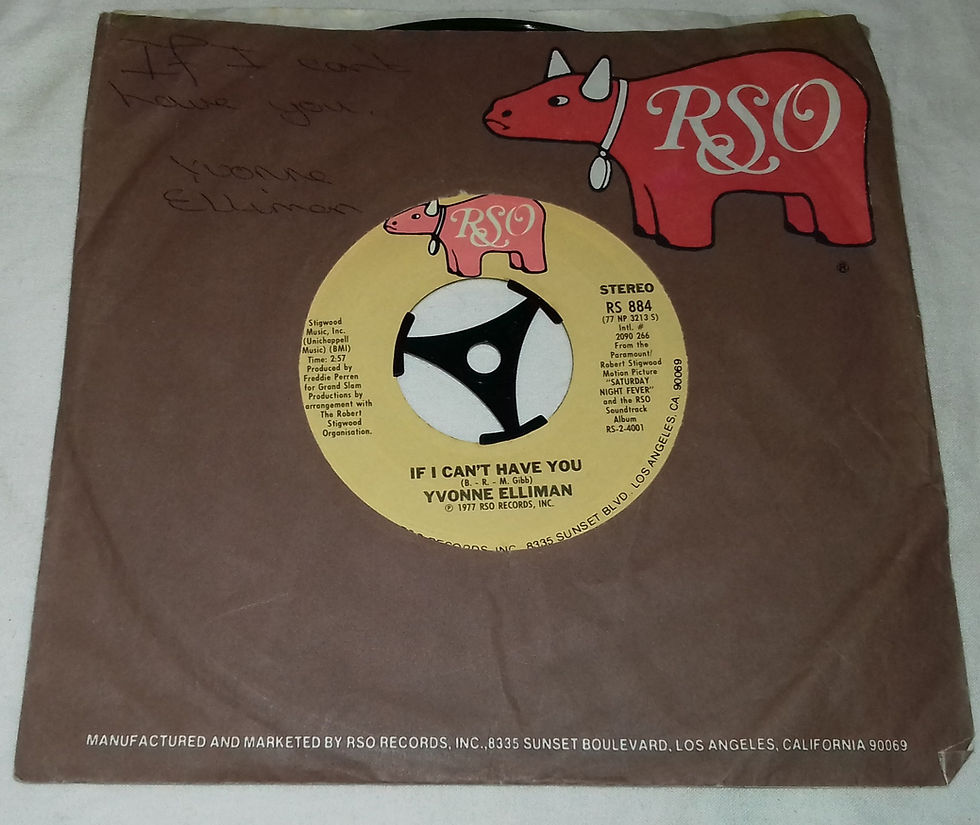 If I can't
have you.
Yvonne
Elliman
RSO
®
RSO
STEREO
RS 884
(77 NP 3213 S)
Intl. #
2090 266
From the
Paramount/
Robert Stigwood
Motion Picture
"SATURDAY
NIGHT FEVER"
and the RSO
Soundtrack
Album
RS-2-4001
Stigwood
Music, Inc.
(Unichappell
Music) (BMI)
Time: 2:57
Produced by
Freddie Perren
for Grand Slam
Productions by
arrangement with
The Robert
Stigwood
Organisation.
IF I CAN'T HAVE YOU
(B. - R. - M. Gibb)
YVONNE ELLIMAN
℗ 1977 RSO RECORDS, INC.
RECORDS, INC. 8335 SUNSET BLVD., LOS ANGELES, CA. 90069
MANUFACTURED AND MARKETED BY RSO RECORDS, INC.,8335 SUNSET BOULEVARD, LOS ANGELES, CALIFORNIA 90069